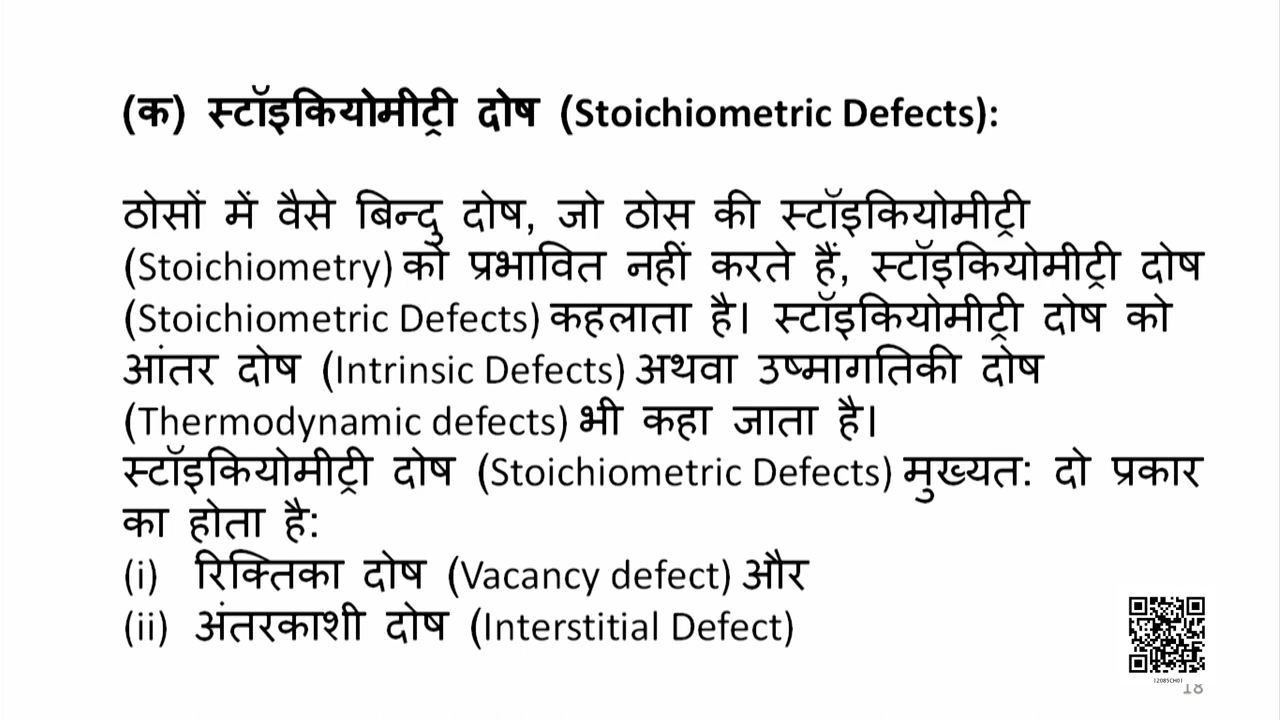 (क) स्टॉइकियोमीट्री दोष (Stoichiometric Defects):
ठोसों में वैसे बिन्दु दोष, जो ठोस की स्टॉइकियोमीट्री
(Stoichiometry) को प्रभावित नहीं करते हैं, स्टॉइकियोमीट्री दोष
(Stoichiometric Defects) कहलाता है। स्टॉइकियोमीट्री दोष को
आंतर दोष (Intrinsic Defects) अथवा उष्मागतिकी दोष
(Thermodynamic defects) भी कहा जाता है।
स्टॉइकियोमीट्री दोष (Stoichiometric Defects) मुख्यत: दो प्रकार
का होता है:
(i) रिक्तिका दोष (Vacancy defect) और
(ii) अंतरकाशी दोष (Interstitial Defect)
12085CH01
18